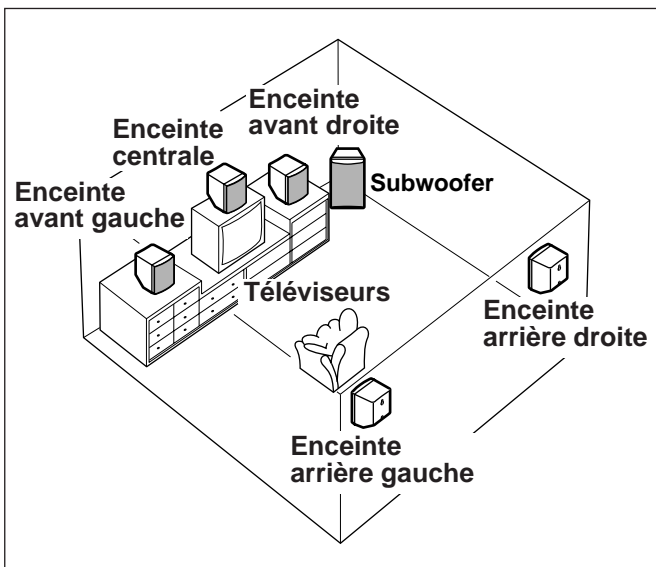 Enceinte
avant droite
Enceinte
centrale
Subwoofer
Enceinte
avant gauche
Téléviseurs
Enceinte
arrière droite
Enceinte
arrière gauche